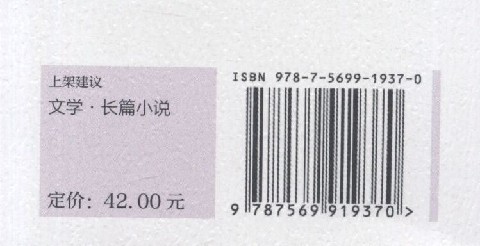 上架建议
文学·长篇小说
定价：42.00元
ISBN 978-7-5699-1937-0
9 787569 919370 >